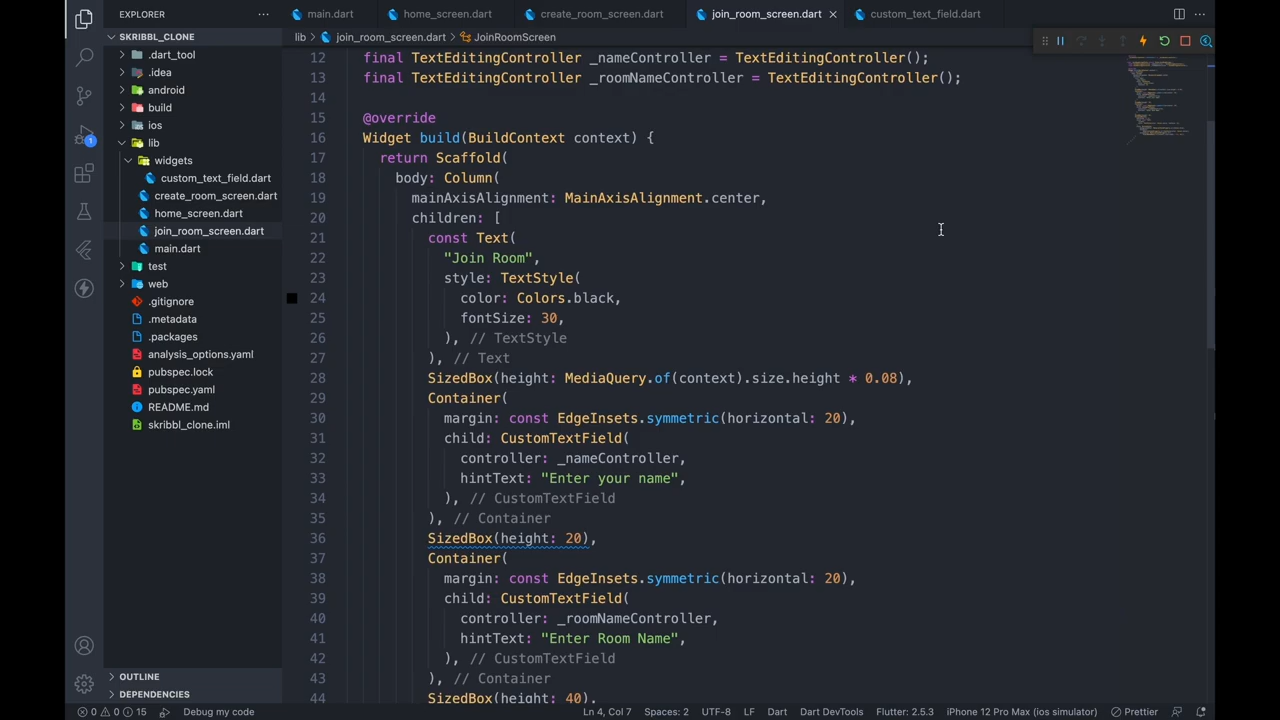 EXPLORER
main.dart
home_screen.dart
create_room_screen.dart
join_room_screen.dart
custom_text_field.dart
SKRIBBL_CLONE
lib > join_room_screen.dart > JoinRoomScreen
.dart_tool
.idea
android
build
ios
lib
widgets
custom_text_field.dart
create_room_screen.dart
home_screen.dart
join_room_screen.dart
main.dart
test
web
.gitignore
.metadata
.packages
analysis_options.yaml
pubspec.lock
pubspec.yaml
README.md
skribbl_clone.iml
OUTLINE
DEPENDENCIES
1
12 final TextEditingController _nameController = TextEditingController();
13 final TextEditingController _roomNameController = TextEditingController();
14
15 @override
16 Widget build(BuildContext context) {
17 return Scaffold(
18 body: Column(
19 mainAxisAlignment: MainAxisAlignment.center,
20 children: [
21 const Text(
22 "Join Room",
23 style: TextStyle(
24 color: Colors.black,
25 fontSize: 30,
26 ), // TextStyle
27 ), // Text
28 SizedBox(height: MediaQuery.of(context).size.height * 0.08),
29 Container(
30 margin: const EdgeInsets.symmetric(horizontal: 20),
31 child: CustomTextField(
32 controller: _nameController,
33 hintText: "Enter your name",
34 ), // CustomTextField
35 ), // Container
36 SizedBox(height: 20),
37 Container(
38 margin: const EdgeInsets.symmetric(horizontal: 20),
39 child: CustomTextField(
40 controller: _roomNameController,
41 hintText: "Enter Room Name",
42 ), // CustomTextField
43 ), // Container
44 SizedBox(height: 40),
0 0 15 Debug my code Ln 4, Col 7 Spaces: 2 UTF-8 LF Dart Dart DevTools Flutter: 2.5.3 iPhone 12 Pro Max (ios simulator) Prettier